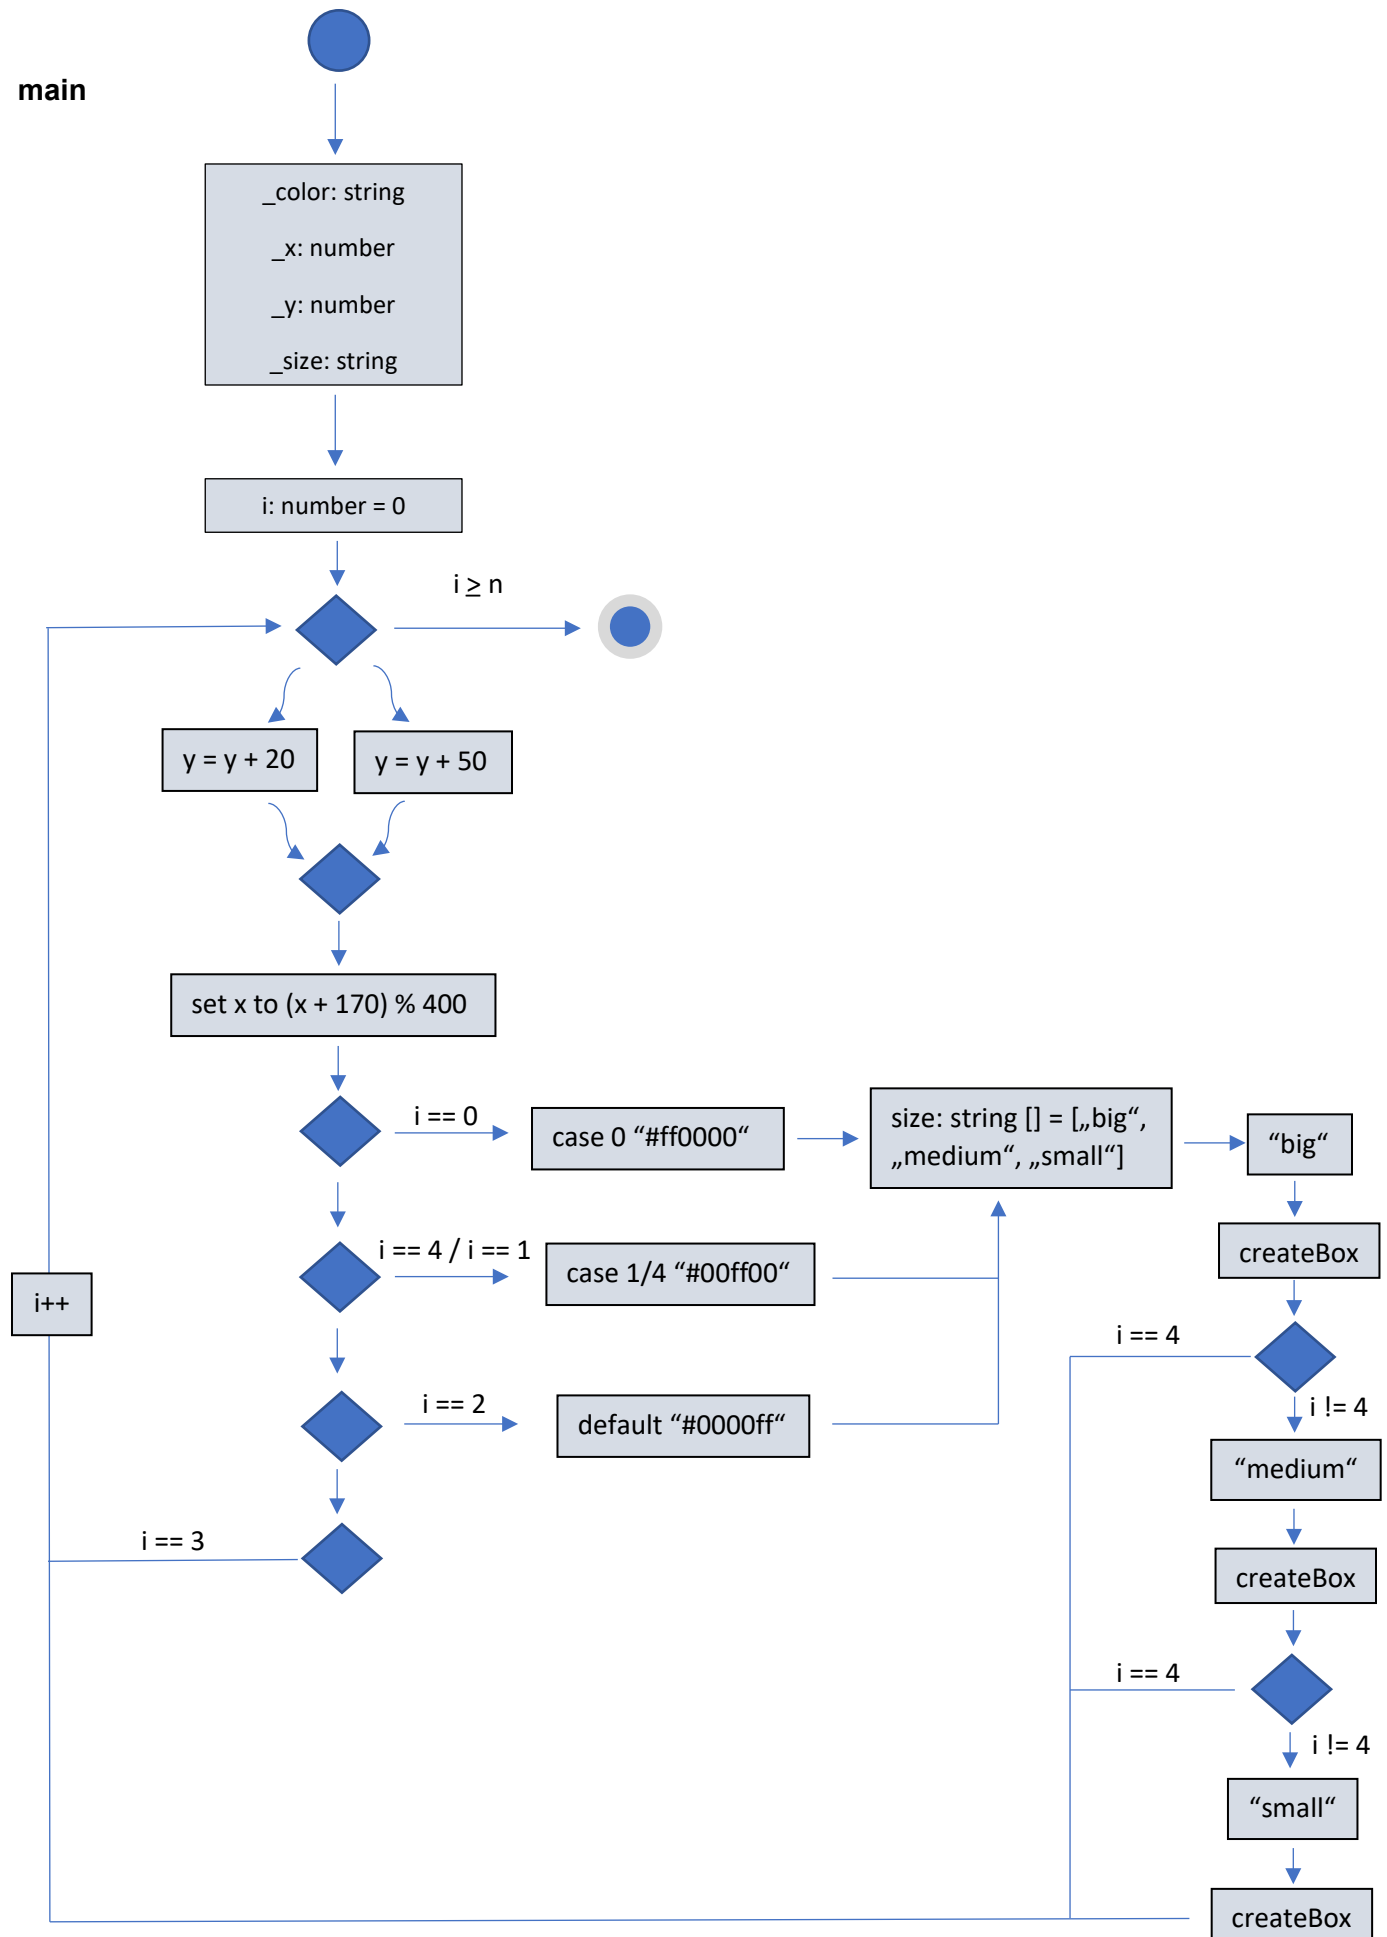 main
_color: string
_x: number
_y: number
_size: string
i: number = 0
i ≥ n
y = y + 20
y = y + 50
set x to (x + 170) % 400
i == 0
case 0 “#ff0000“
size: string [] = [„big“,
„medium“, „small“]
“big“
createBox
i == 4 / i == 1
case 1/4 “#00ff00“
i++
i == 4
i != 4
i == 2
default “#0000ff“
“medium“
i == 3
createBox
i == 4
i != 4
“small“
createBox